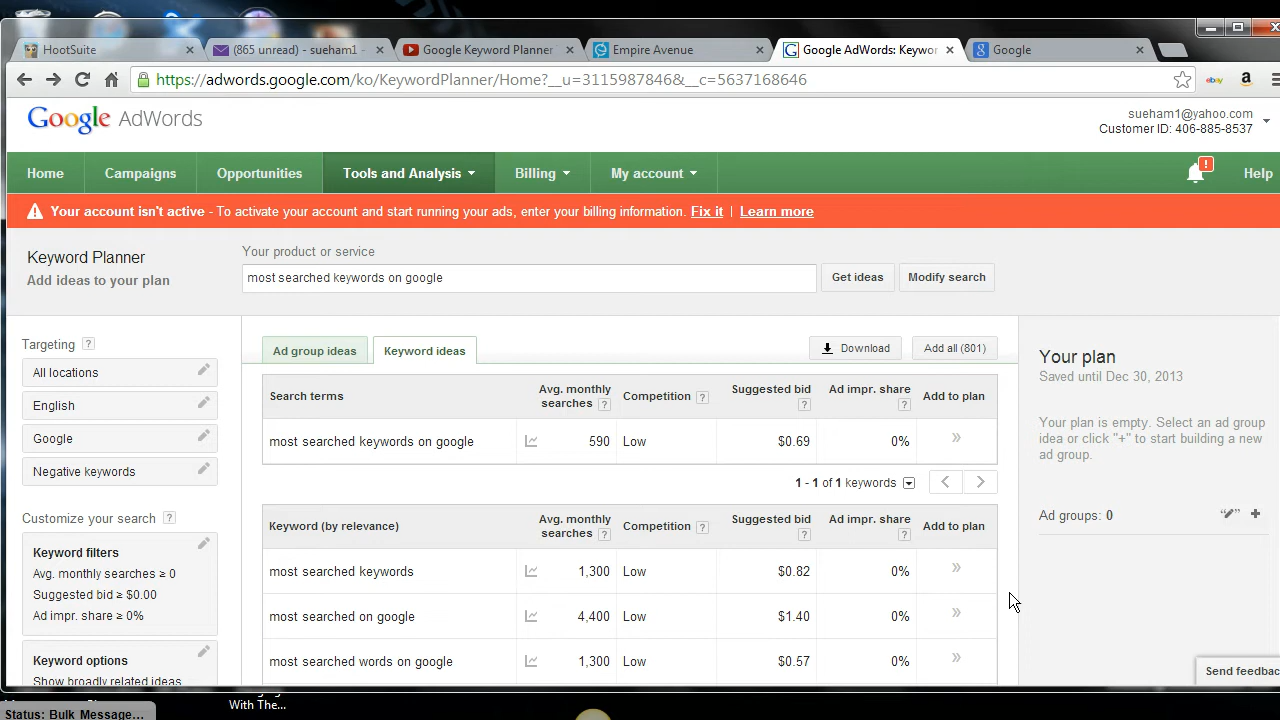 HootSuite
(865 unread) - sueham1 -
Google Keyword Planner
Empire Avenue
Google AdWords: Keywo
Google
https://adwords.google.com/ko/KeywordPlanner/Home?__u=3115987846&__c=5637168646
ebay
a
Google AdWords
sueham1@yahoo.com
Customer ID: 406-885-8537
Home
Campaigns
Opportunities
Tools and Analysis
Billing
My account
!
Help
Your account isn't active - To activate your account and start running your ads, enter your billing information. Fix it | Learn more
Keyword Planner
Add ideas to your plan
Your product or service
most searched keywords on google
Get ideas
Modify search
Targeting ?
All locations
English
Google
Negative keywords
Customize your search ?
Keyword filters
Avg. monthly searches ≥ 0
Suggested bid ≥ $0.00
Ad impr. share ≥ 0%
Keyword options
Show broadly related ideas
Ad group ideas
Keyword ideas
Download
Add all (801)
Search terms
Avg. monthly searches ?
Competition ?
Suggested bid ?
Ad impr. share ?
Add to plan
most searched keywords on google 590 Low $0.69 0% »
1 - 1 of 1 keywords
Keyword (by relevance)
Avg. monthly searches ?
Competition ?
Suggested bid ?
Ad impr. share ?
Add to plan
most searched keywords 1,300 Low $0.82 0% »
most searched on google 4,400 Low $1.40 0% »
most searched words on google 1,300 Low $0.57 0% »
Your plan
Saved until Dec 30, 2013
Your plan is empty. Select an ad group
idea or click "+" to start building a new
ad group.
Ad groups: 0
Send feedbac
With The...
Status: Bulk Message...